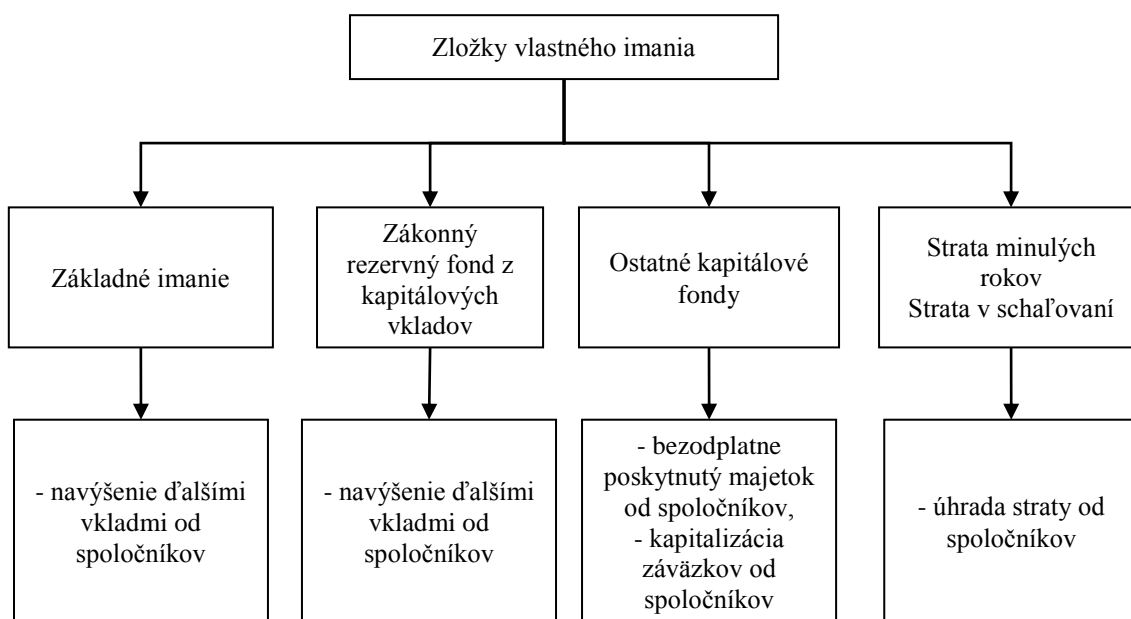 Zložky vlastného imania
Základné imanie
Zákonný
rezervný fond z
kapitálových
vkladov
Ostatné kapitálové
fondy
Strata minulých
rokov
Strata v schaľovaní
- navýšenie ďalšími
vkladmi od
spoločníkov
- navýšenie ďalšími
vkladmi od
spoločníkov
- bezodplatne
poskytnutý majetok
od spoločníkov,
- kapitalizácia
záväzkov od
spoločníkov
- úhrada straty od
spoločníkov